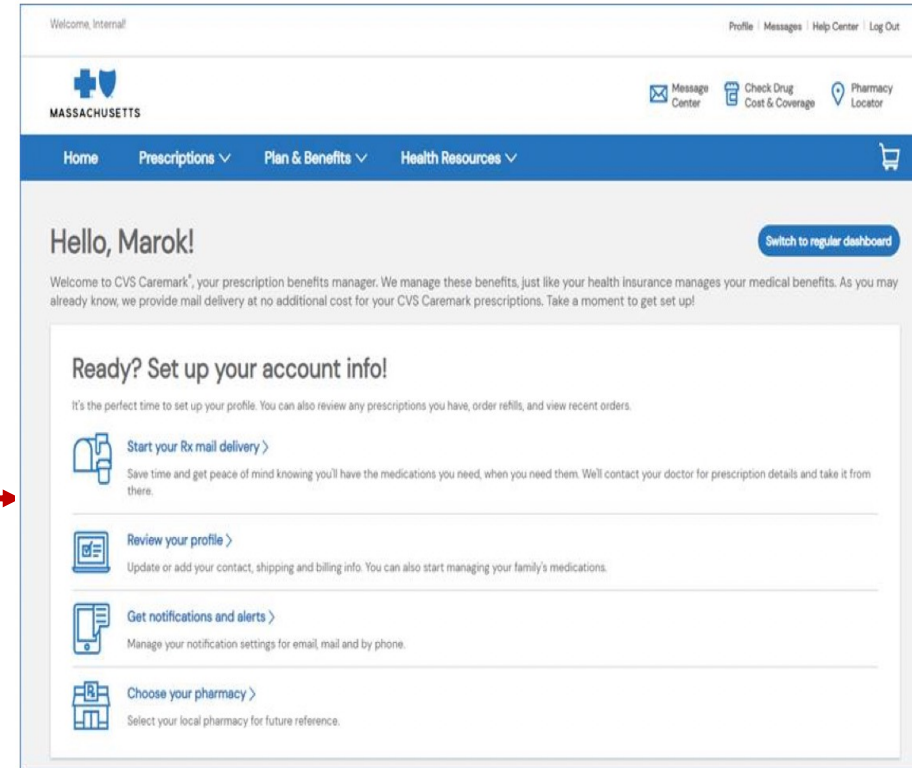 Welcome, Internal!
Profile | Messages | Help Center | Log Out
MASSACHUSETTS
Message Center
Check Drug Cost & Coverage
Pharmacy Locator
Home Prescriptions Plan & Benefits Health Resources
Hello, Marok!
Switch to regular dashboard
Welcome to CVS Caremark®, your prescription benefits manager. We manage these benefits, just like your health insurance manages your medical benefits. As you may
already know, we provide mail delivery at no additional cost for your CVS Caremark prescriptions. Take a moment to get set up!
Ready? Set up your account info!
It's the perfect time to set up your profile. You can also review any prescriptions you have, order refills, and view recent orders.
Start your Rx mail delivery >
Save time and get peace of mind knowing you'll have the medications you need, when you need them. We'll contact your doctor for prescription details and take it from
there.
Review your profile >
Update or add your contact, shipping and billing info. You can also start managing your family's medications.
Get notifications and alerts >
Manage your notification settings for email, mail and by phone.
Choose your pharmacy >
Select your local pharmacy for future reference.